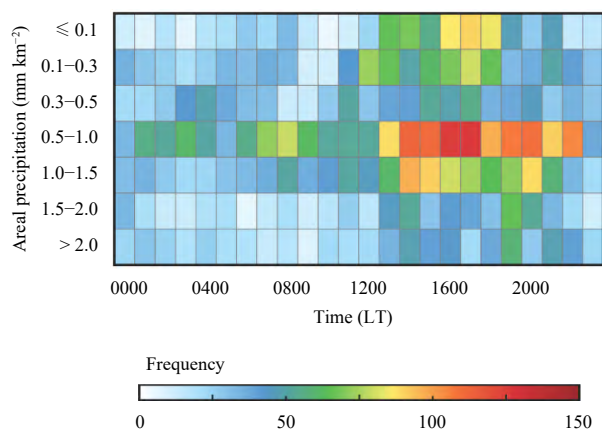 Areal precipitation (mm km⁻²)
⩽ 0.1
0.1−0.3
0.3−0.5
0.5−1.0
1.0−1.5
1.5−2.0
> 2.0
0000 0400 0800 1200 1600 2000
Time (LT)
Frequency
0 50 100 150